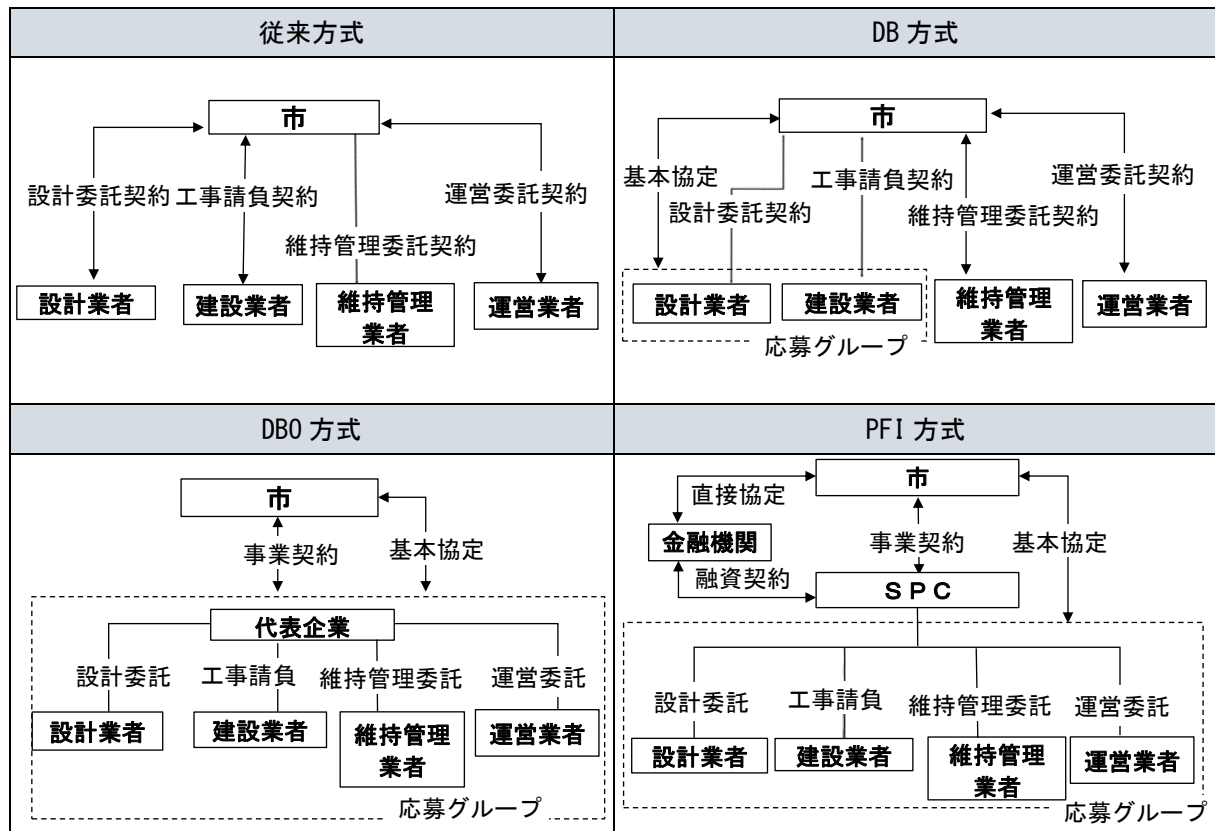 従来方式
市
設計委託契約
工事請負契約
運営委託契約
維持管理委託契約
設計業者
建設業者
維持管理
業者
運営業者
DB 方式
市
基本協定
工事請負契約
運営委託契約
設計委託契約
維持管理委託契約
設計業者
建設業者
維持管理
業者
運営業者
応募グループ
DBO 方式
市
事業契約
基本協定
代表企業
設計委託
工事請負
維持管理委託
運営委託
設計業者
建設業者
維持管理
業者
運営業者
応募グループ
PFI 方式
市
直接協定
金融機関
事業契約
基本協定
融資契約
ＳＰＣ
設計委託
工事請負
維持管理委託
運営委託
設計業者
建設業者
維持管理
業者
運営業者
応募グループ